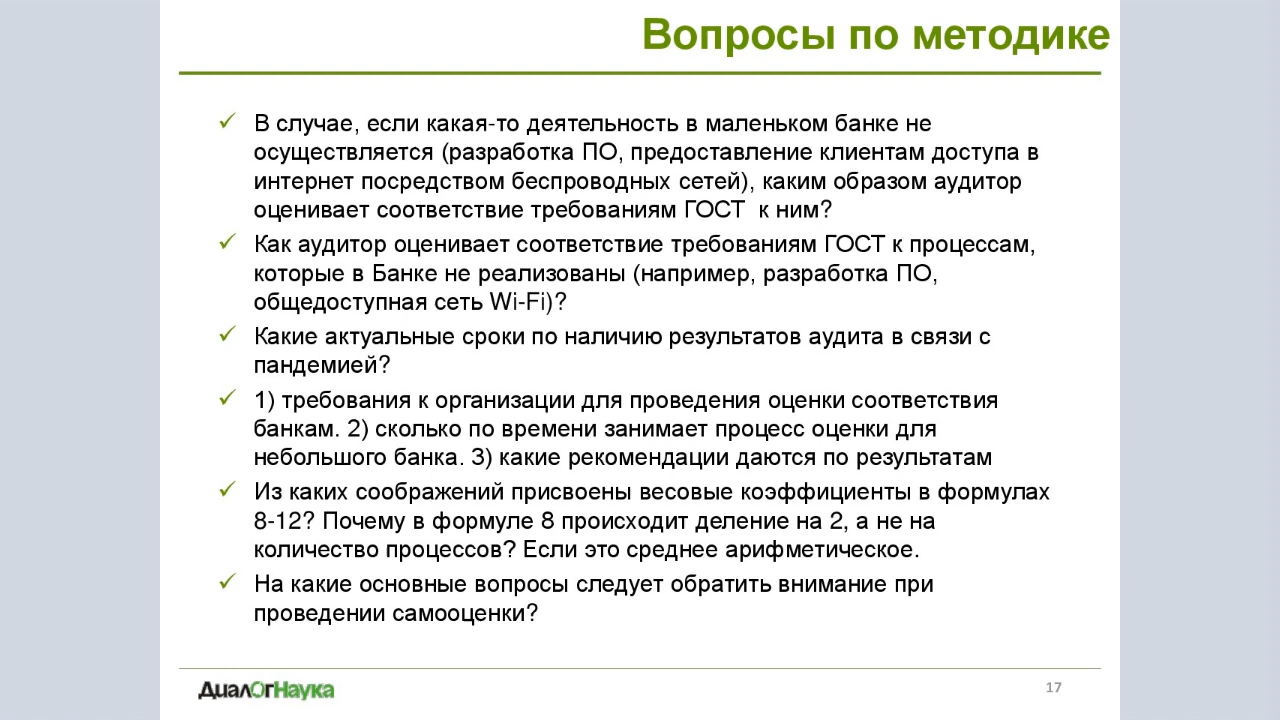 Вопросы по методике
В случае, если какая-то деятельность в маленьком банке не
осуществляется (разработка ПО, предоставление клиентам доступа в
интернет посредством беспроводных сетей), каким образом аудитор
оценивает соответствие требованиям ГОСТ к ним?
Как аудитор оценивает соответствие требованиям ГОСТ к процессам,
которые в Банке не реализованы (например, разработка ПО,
общедоступная сеть Wi-Fi)?
Какие актуальные сроки по наличию результатов аудита в связи с
пандемией?
1) требования к организации для проведения оценки соответствия
банкам. 2) сколько по времени занимает процесс оценки для
небольшого банка. 3) какие рекомендации даются по результатам
Из каких соображений присвоены весовые коэффициенты в формулах
8-12? Почему в формуле 8 происходит деление на 2, а не на
количество процессов? Если это среднее арифметическое.
На какие основные вопросы следует обратить внимание при
проведении самооценки?
ДиалОгНаука
17